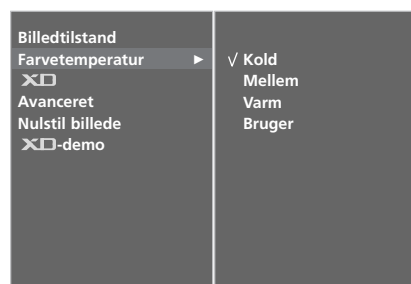 Billedtilstand
Farvetemperatur ►
XD
Avanceret
Nulstil billede
XD-demo
√ Kold
Mellem
Varm
Bruger